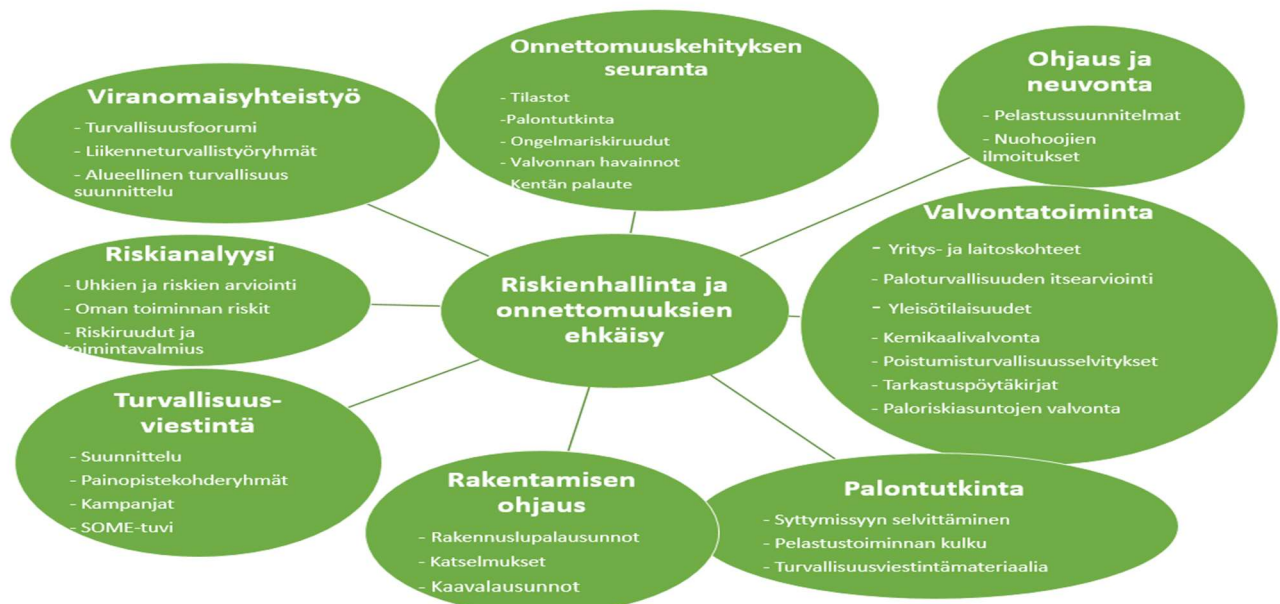 Onnettomuuskehityksen
seuranta
- Tilastot
-Palontutkinta
- Ongelmariskiruudut
- Valvonnan havainnot
- Kentän palaute
Viranomaisyhteistyö
- Turvallisuusfoorumi
- Liikenneturvallistyöryhmät
- Alueellinen turvallisuus
suunnittelu
Ohjaus ja
neuvonta
- Pelastussuunnitelmat
- Nuohoojien
ilmoitukset
Riskianalyysi
- Uhkien ja riskien arviointi
- Oman toiminnan riskit
- Riskiruudut ja
toimintavalmius
Riskienhallinta ja
onnettomuuksien
ehkäisy
Valvontatoiminta
- Yritys- ja laitoskohteet
- Paloturvallisuuden itsearviointi
- Yleisötilaisuudet
- Kemikaalivalvonta
- Poistumisturvallisuusselvitykset
- Tarkastuspöytäkirjat
- Paloriskiasuntojen valvonta
Turvallisuus-
viestintä
- Suunnittelu
- Painopistekohderyhmät
- Kampanjat
- SOME-tuvi
Rakentamisen
ohjaus
- Rakennuslupalausunnot
- Katselmukset
- Kaavalausunnot
Palontutkinta
- Syttymissyyn selvittäminen
- Pelastustoiminnan kulku
- Turvallisuusviestintämateriaalia